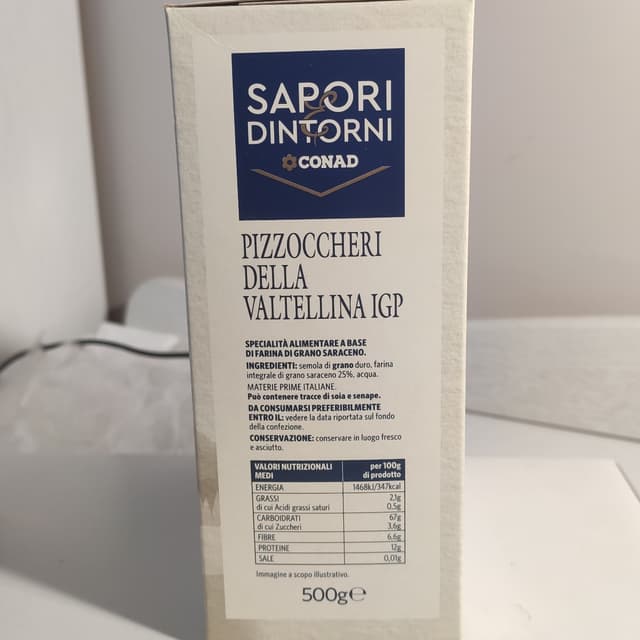 SAPORI
E
DINTORNI
CONAD
PIZZOCCHERI
DELLA
VALTELLINA IGP
SPECIALITÀ ALIMENTARE A BASE
DI FARINA DI GRANO SARACENO.
INGREDIENTI: semola di grano duro, farina
integrale di grano saraceno 25%, acqua.
MATERIE PRIME ITALIANE.
Può contenere tracce di soia e senape.
DA CONSUMARSI PREFERIBILMENTE
ENTRO IL: vedere la data riportata sul fondo
della confezione.
CONSERVAZIONE: conservare in luogo fresco
e asciutto.
VALORI NUTRIZIONALI per 100g
MEDI di prodotto
ENERGIA 1468kJ/347kcal
GRASSI 2,1g
di cui Acidi grassi saturi 0,5g
CARBOIDRATI 67g
di cui Zuccheri 3,6g
FIBRE 6,6g
PROTEINE 12g
SALE 0,01g
Immagine a scopo illustrativo.
500g℮